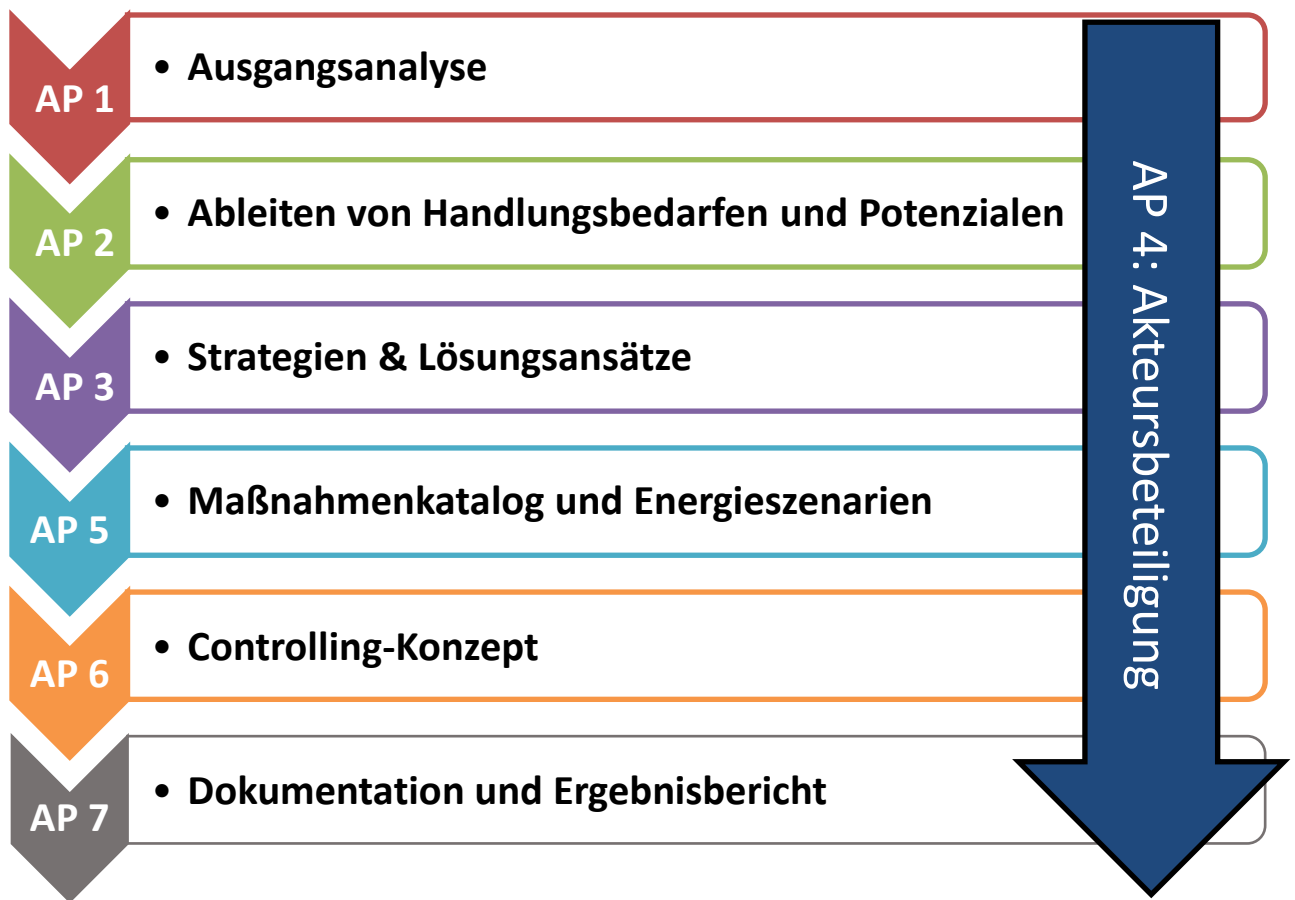 AP 1
• Ausgangsanalyse
AP 2
• Ableiten von Handlungsbedarfen und Potenzialen
AP 3
• Strategien & Lösungsansätze
AP 5
• Maßnahmenkatalog und Energieszenarien
AP 6
• Controlling-Konzept
AP 7
• Dokumentation und Ergebnisbericht
AP 4: Akteursbeteiligung